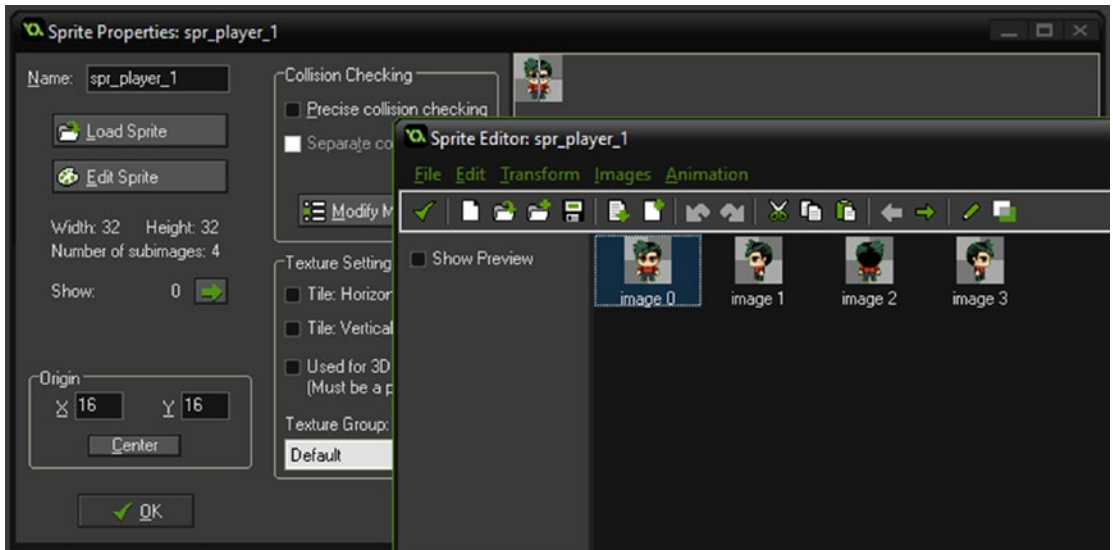 Sprite Properties: spr_player_1
Name: spr_player_1
Load Sprite
Edit Sprite
Width: 32 Height: 32
Number of subimages: 4
Show: 0
Origin
X 16 Y 16
Center
OK
Collision Checking
Precise collision checking
Separate co
Modify M
Texture Setting
Tile: Horizon
Tile: Vertical
Used for 3D
(Must be a p
Texture Group:
Default
Sprite Editor: spr_player_1
File Edit Transform Images Animation
Show Preview
image 0 image 1 image 2 image 3